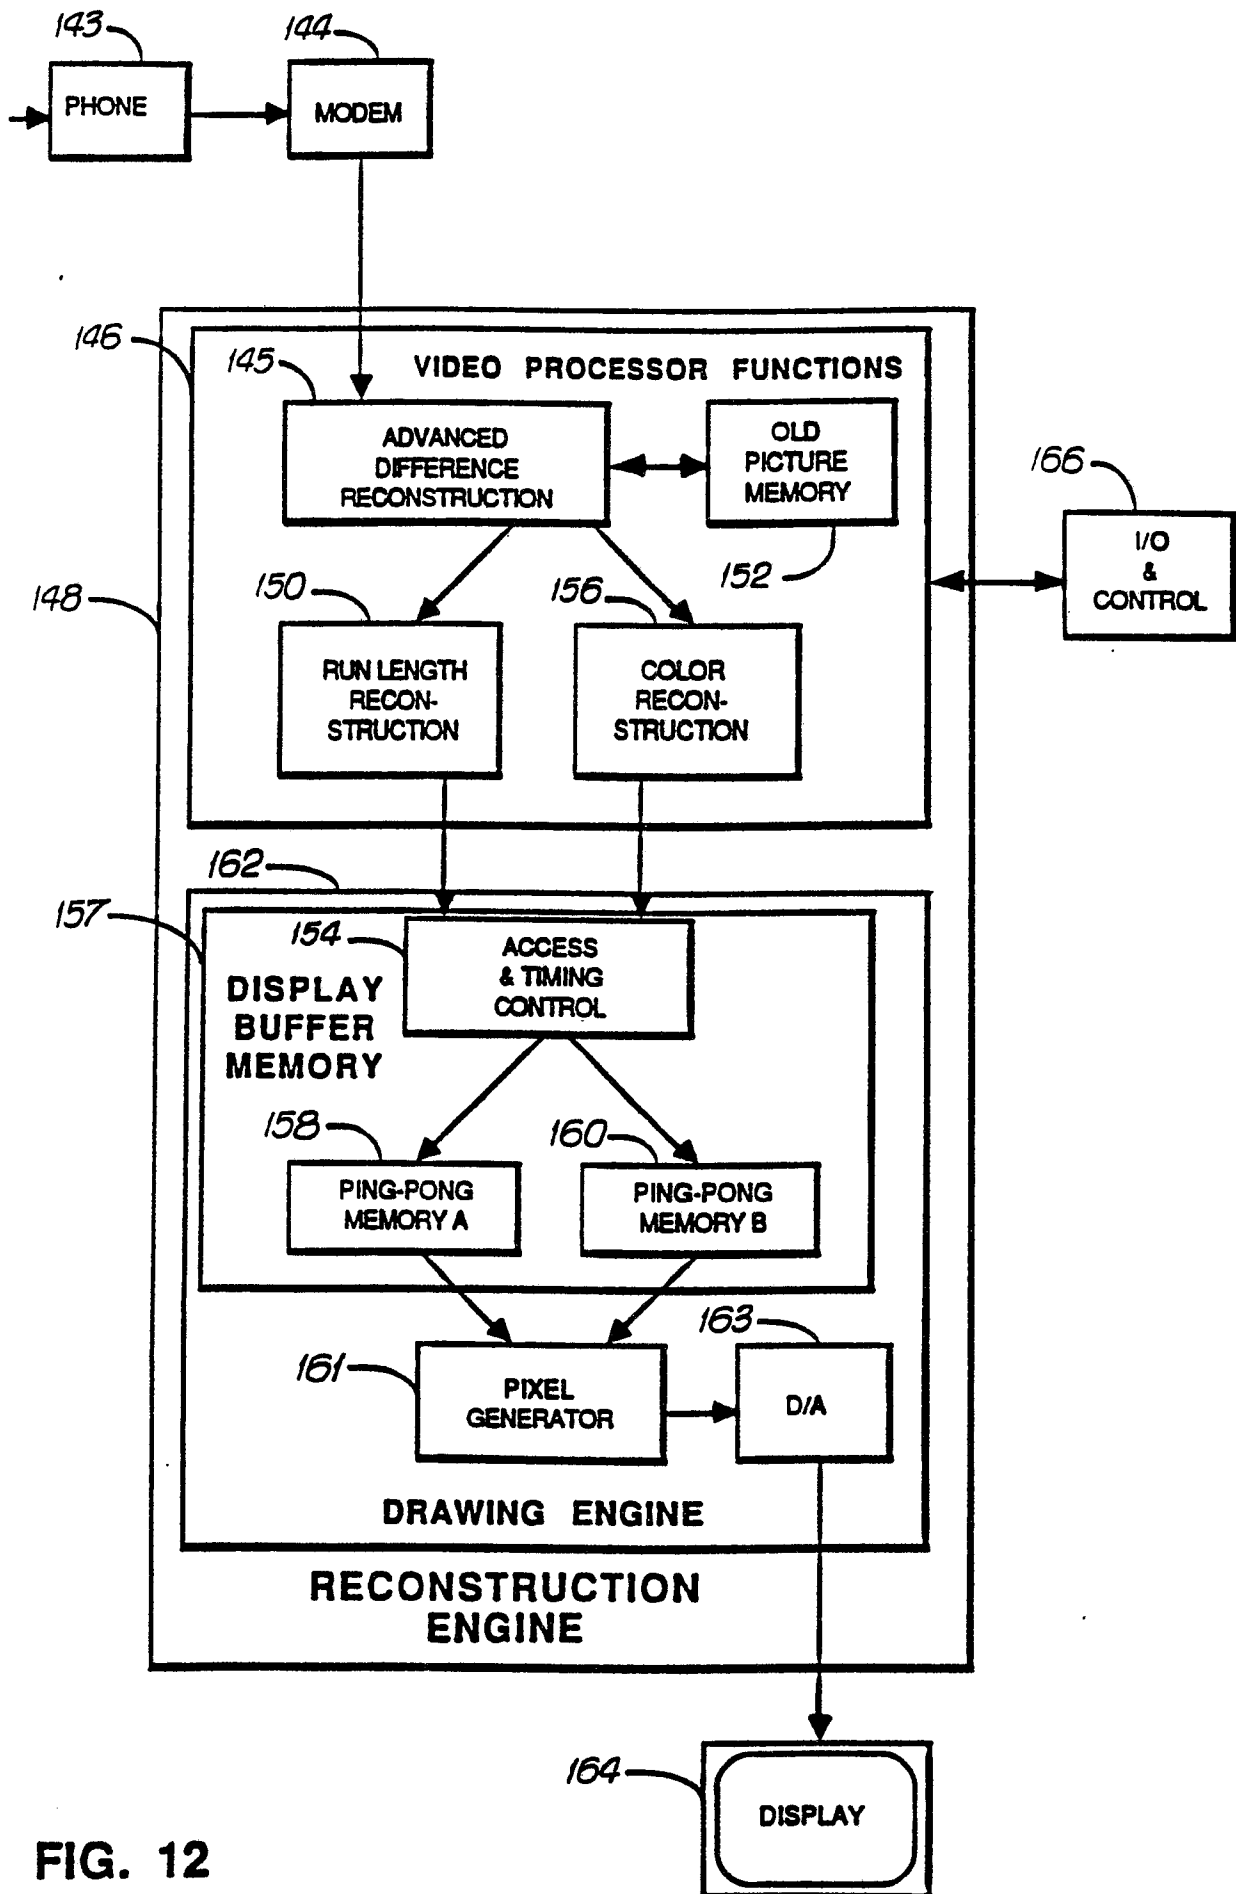 143
144
PHONE
MODEM
146
145
VIDEO PROCESSOR FUNCTIONS
ADVANCED
DIFFERENCE
RECONSTRUCTION
OLD
PICTURE
MEMORY
166
I/O
&
CONTROL
152
150
156
148
RUN LENGTH
RECON-
STRUCTION
COLOR
RECON-
STRUCTION
162
157
154
ACCESS
& TIMING
CONTROL
DISPLAY
BUFFER
MEMORY
158
160
PING-PONG
MEMORY A
PING-PONG
MEMORY B
163
161
PIXEL
GENERATOR
D/A
DRAWING ENGINE
RECONSTRUCTION
ENGINE
164
DISPLAY
FIG. 12